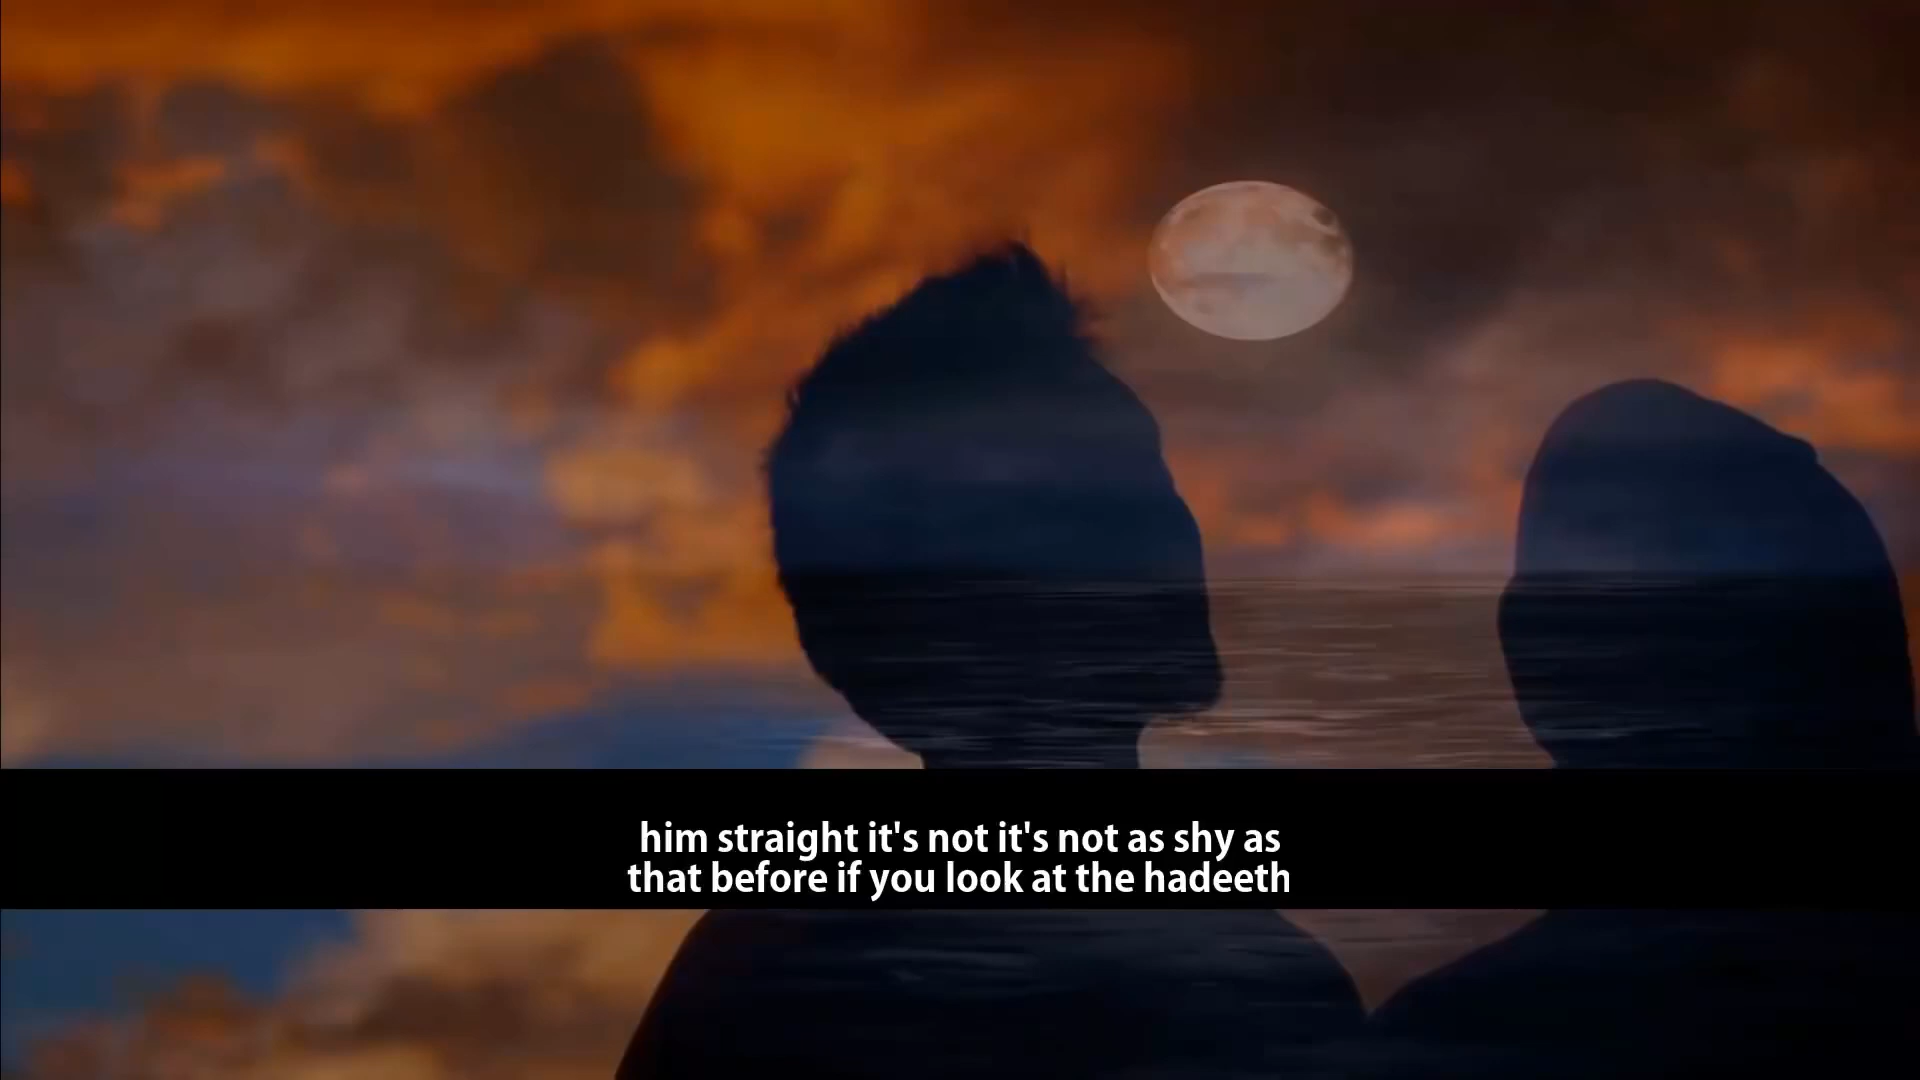 him straight it's not it's not as shy as
that before if you look at the hadeeth